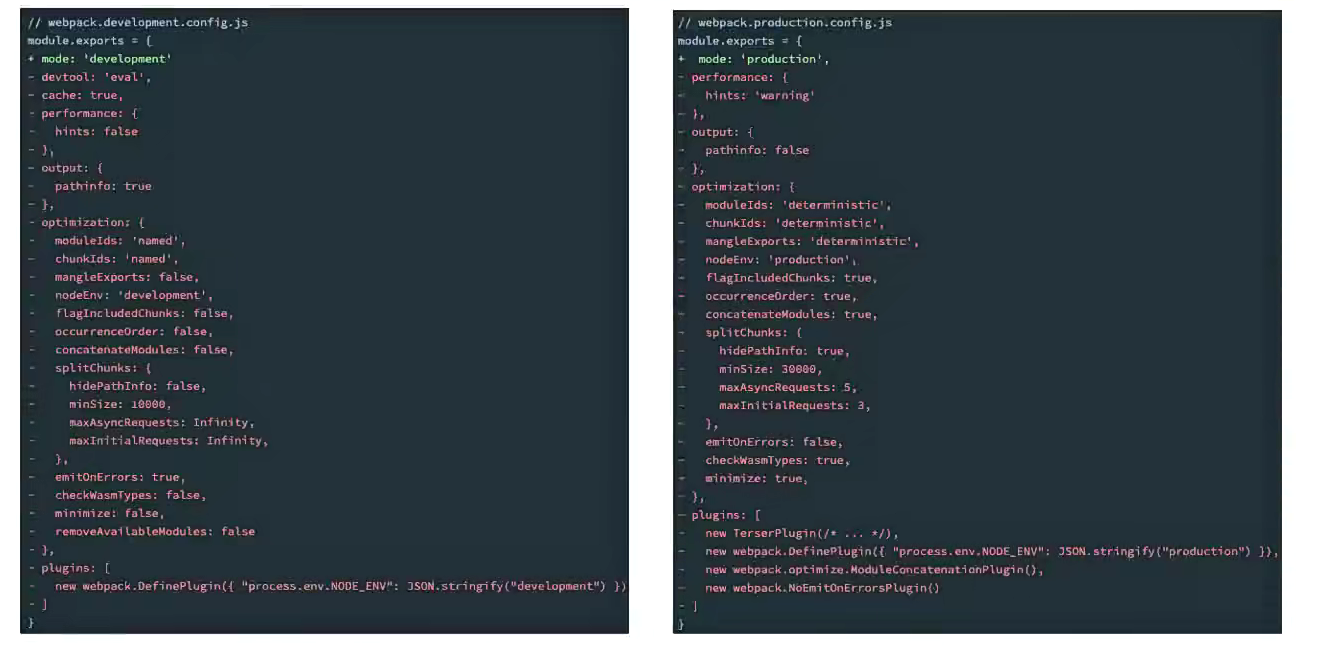 // webpack.development.config.js
module.exports = {
+ mode: 'development'
- devtool: 'eval',
- cache: true,
- performance: {
-   hints: false
- },
- output: {
-   pathinfo: true
- },
- optimization: {
-   moduleIds: 'named',
-   chunkIds: 'named',
-   mangleExports: false,
-   nodeEnv: 'development',
-   flagIncludedChunks: false,
-   occurrenceOrder: false,
-   concatenateModules: false,
-   splitChunks: {
-     hidePathInfo: false,
-     minSize: 10000,
-     maxAsyncRequests: Infinity,
-     maxInitialRequests: Infinity,
-   },
-   emitOnErrors: true,
-   checkWasmTypes: false,
-   minimize: false,
-   removeAvailableModules: false
- },
- plugins: [
-   new webpack.DefinePlugin({ "process.env.NODE_ENV": JSON.stringify("development") })
- ]
}
// webpack.production.config.js
module.exports = {
+  mode: 'production',
- performance: {
-   hints: 'warning'
- },
- output: {
-   pathinfo: false
- },
- optimization: {
-   moduleIds: 'deterministic',
-   chunkIds: 'deterministic',
-   mangleExports: 'deterministic',
-   nodeEnv: 'production',
-   flagIncludedChunks: true,
-   occurrenceOrder: true,
-   concatenateModules: true,
-   splitChunks: {
-     hidePathInfo: true,
-     minSize: 30000,
-     maxAsyncRequests: 5,
-     maxInitialRequests: 3,
-   },
-   emitOnErrors: false,
-   checkWasmTypes: true,
-   minimize: true,
- },
- plugins: [
-   new TerserPlugin(/* ... */),
-   new webpack.DefinePlugin({ "process.env.NODE_ENV": JSON.stringify("production") }),
-   new webpack.optimize.ModuleConcatenationPlugin(),
-   new webpack.NoEmitOnErrorsPlugin()
- ]
}